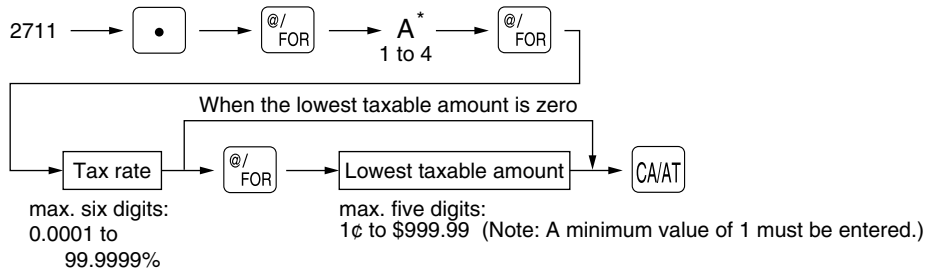 2711 • @/ FOR A* @/ FOR
1 to 4
When the lowest taxable amount is zero
Tax rate @/ FOR Lowest taxable amount CA/AT
max. six digits:
0.0001 to
99.9999%
max. five digits:
1¢ to $999.99 (Note: A minimum value of 1 must be entered.)